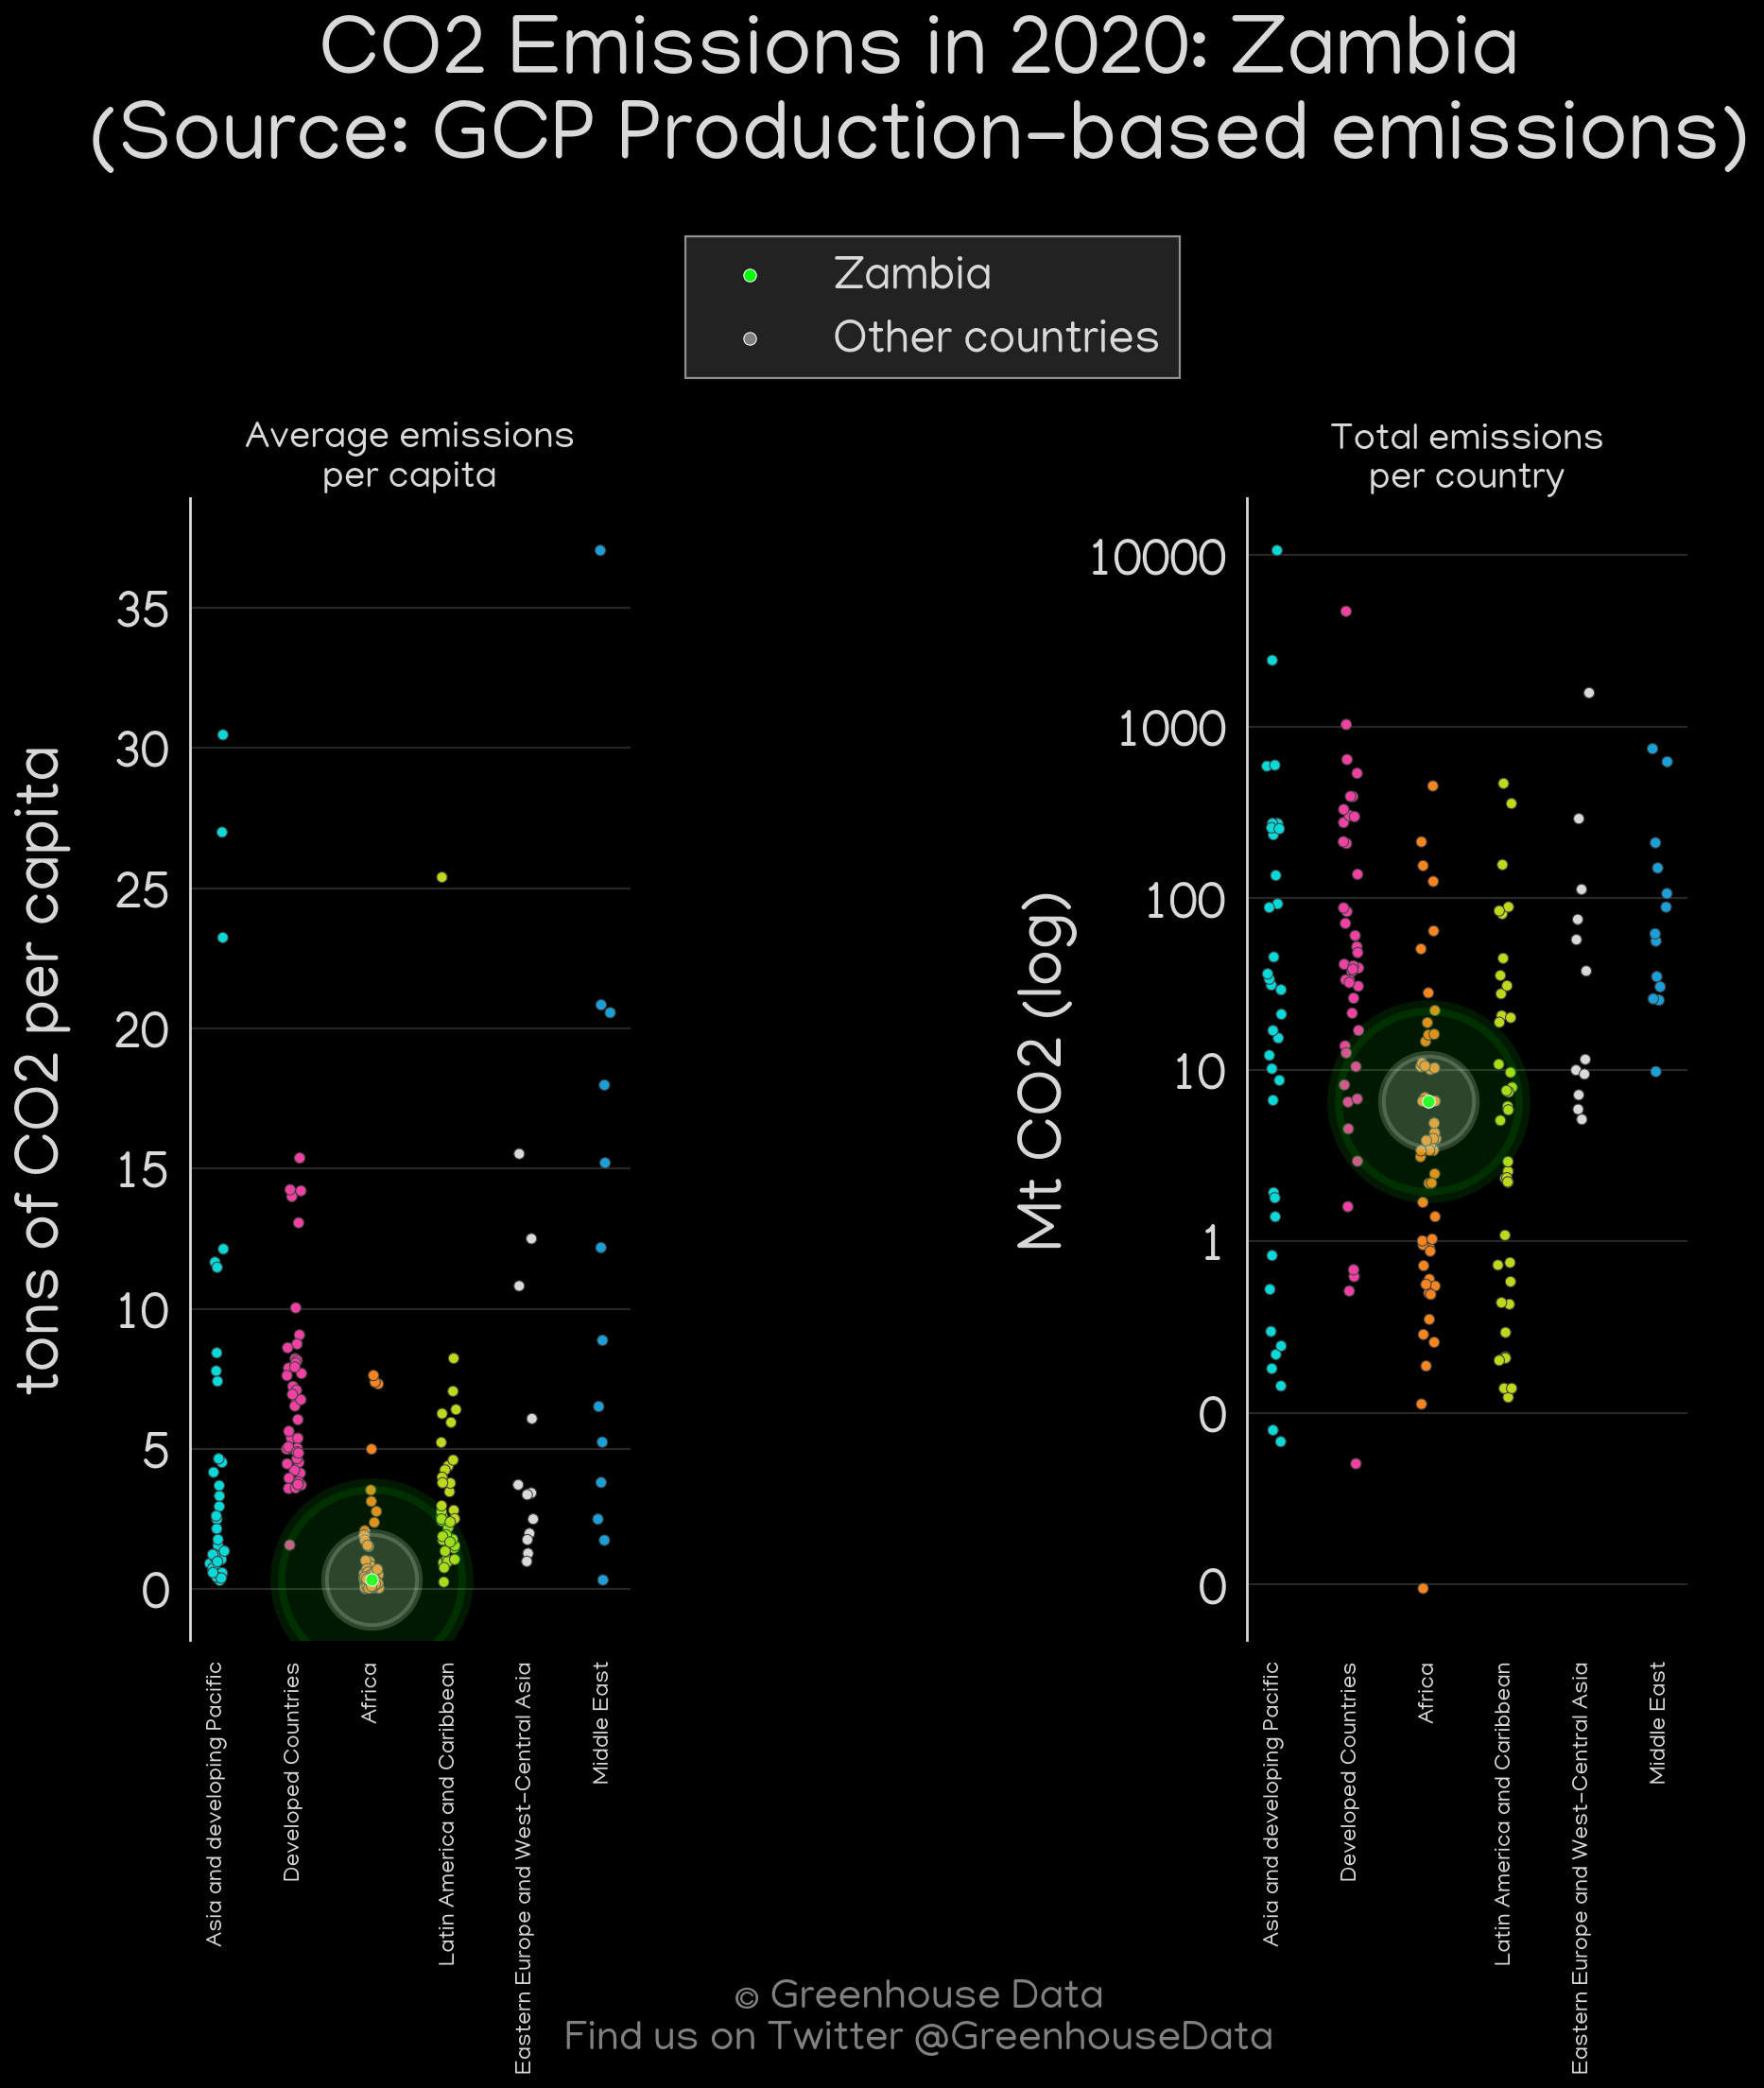 CO2 Emissions in 2020: Zambia
(Source: GCP Production-based emissions)
Zambia
Other countries
Average emissions
per capita
tons of CO2 per capita
35
30
25
20
15
10
5
0
Asia and developing Pacific
Developed Countries
Africa
Latin America and Caribbean
Eastern Europe and West-Central Asia
Middle East
Total emissions
per country
Mt CO2 (log)
10000
1000
100
10
1
0
0
Asia and developing Pacific
Developed Countries
Africa
Latin America and Caribbean
Eastern Europe and West-Central Asia
Middle East
© Greenhouse Data
Find us on Twitter @GreenhouseData